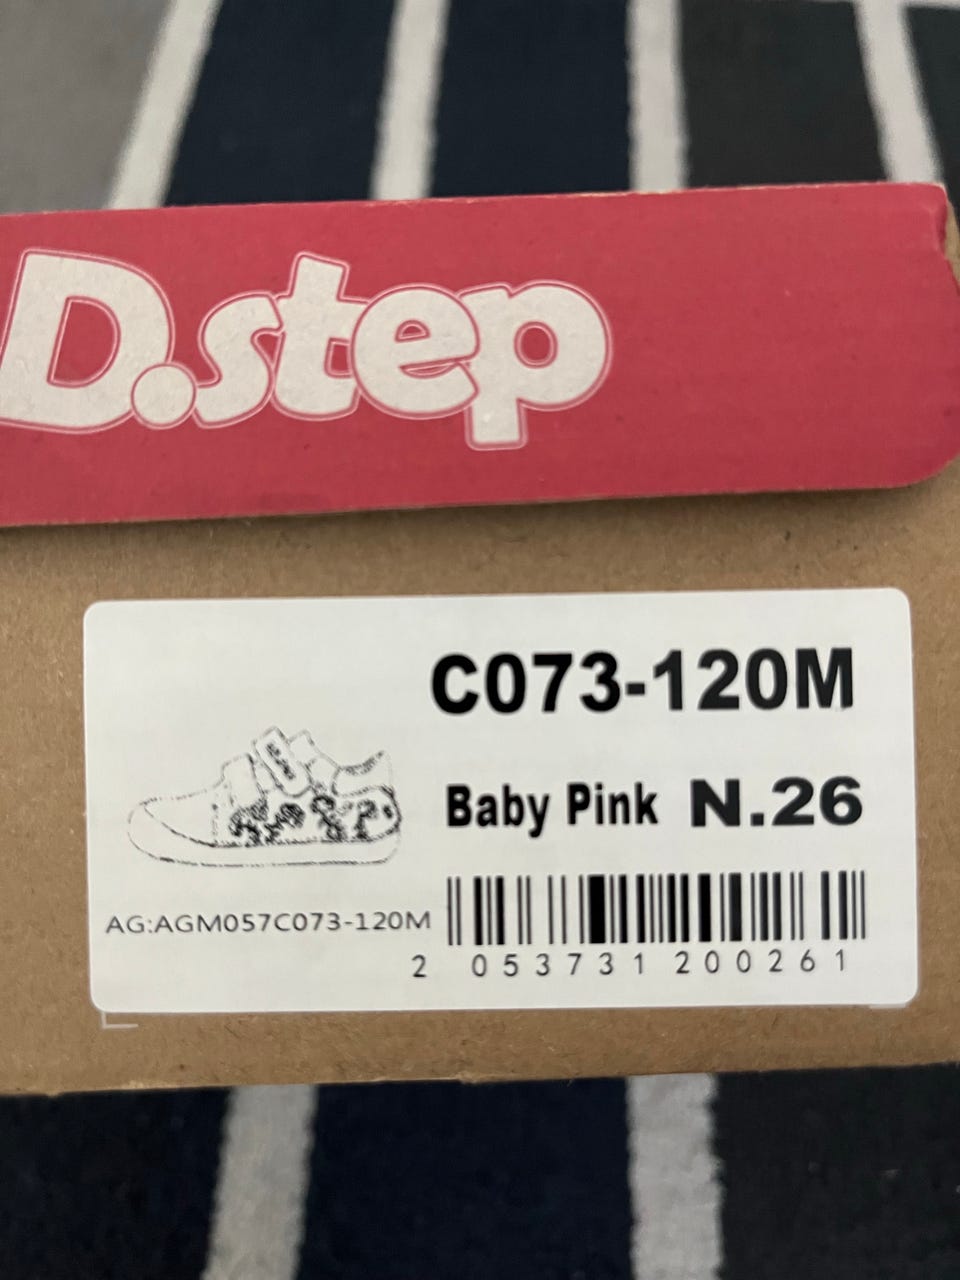 D.step
C073-120M
Baby Pink N.26
AG:AGM057C073-120M
2 053731 200261